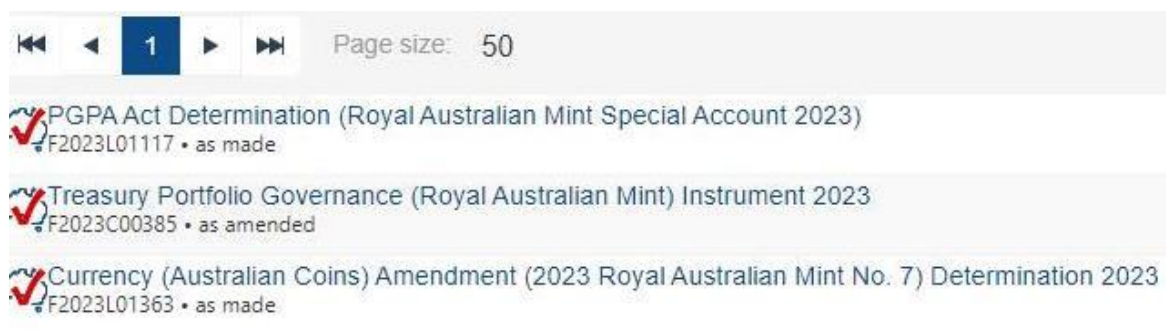 1 Page size: 50
PGPA Act Determination (Royal Australian Mint Special Account 2023)
F2023L01117 • as made
Treasury Portfolio Governance (Royal Australian Mint) Instrument 2023
F2023C00385 • as amended
Currency (Australian Coins) Amendment (2023 Royal Australian Mint No. 7) Determination 2023
F2023L01363 • as made